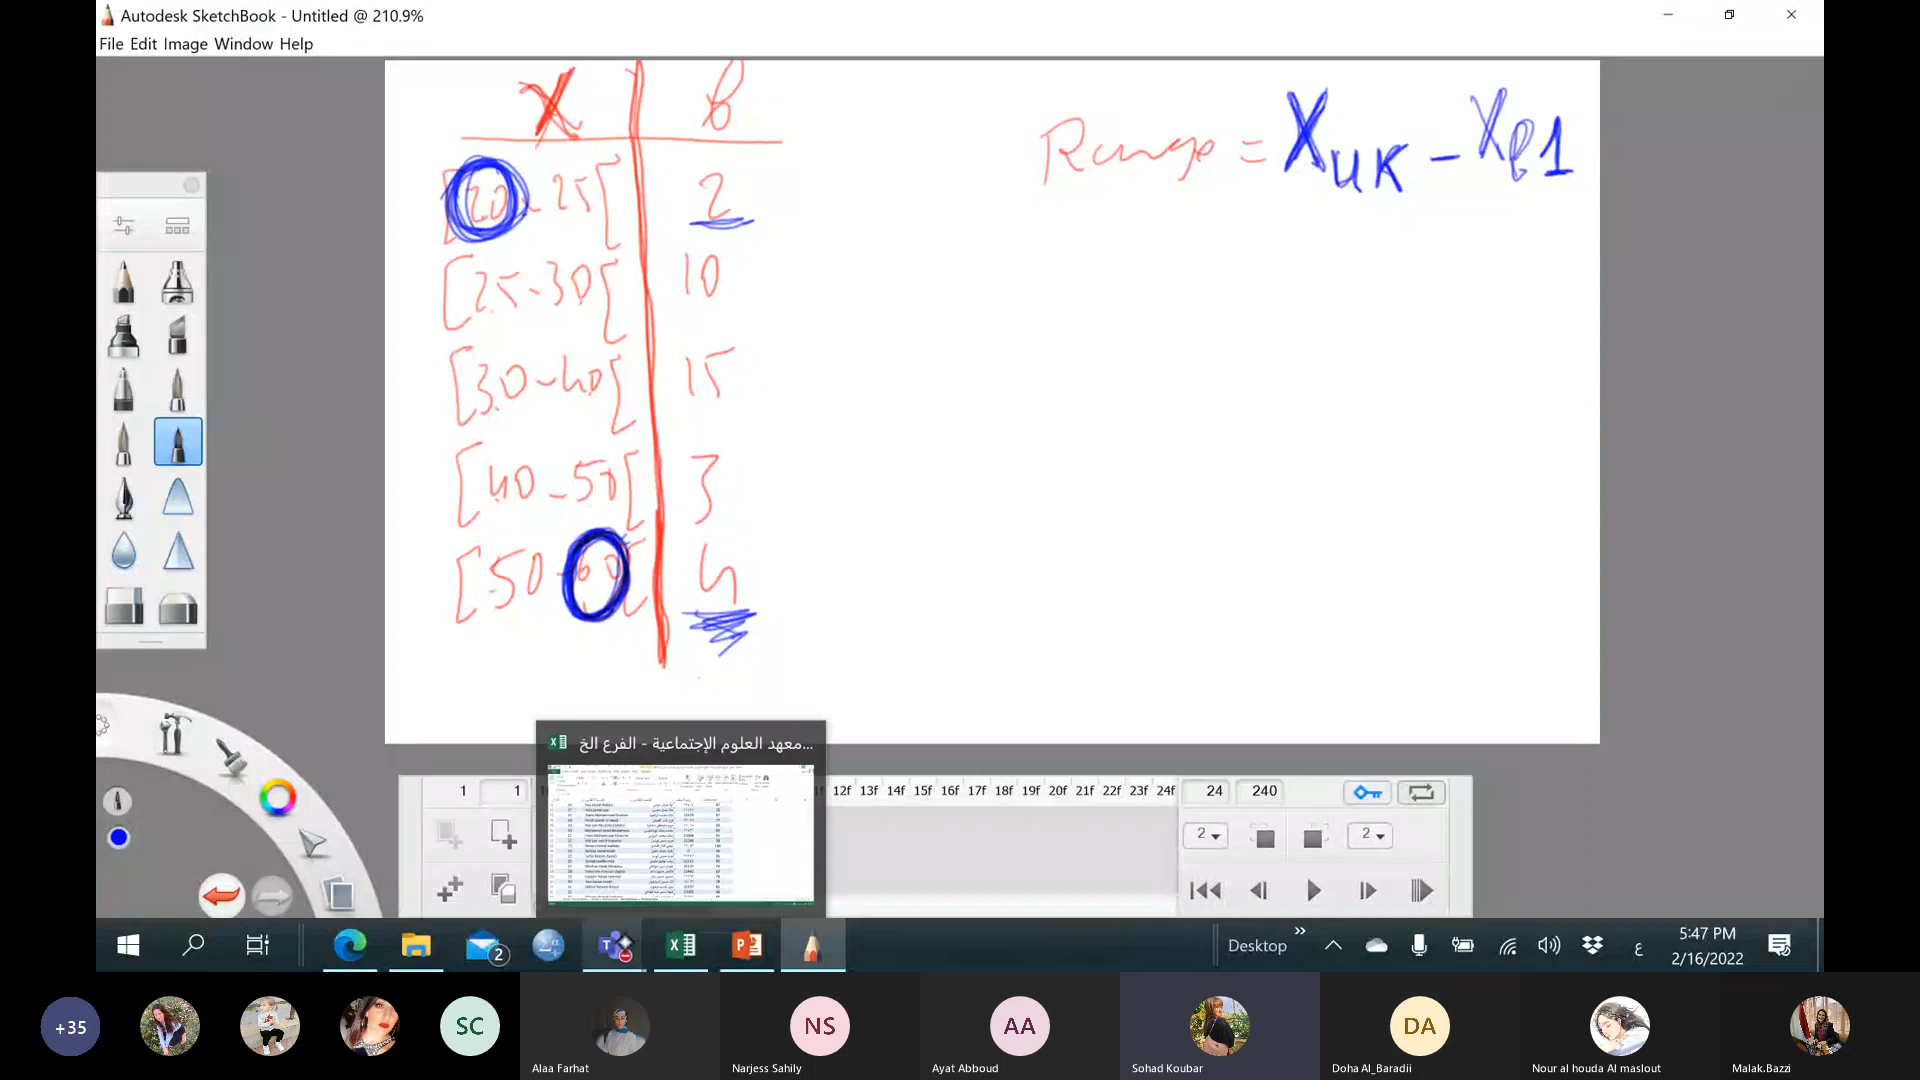 Autodesk SketchBook - Untitled @ 210.9%
File Edit Image Window Help
X
[20-25[ 2
[25-30[ 10
[30-40[ 15
[40-50[ 3
[50-60[ 4
Range = Xuk - Xℓ1
معهد العلوم الإجتماعية - الفرع الخ...
1 1 12f 13f 14f 15f 16f 17f 18f 19f 20f 21f 22f 23f 24f 24 240
2 2
2
Desktop
ع
5:47 PM
2/16/2022
+35
SC
NS
AA
DA
Alaa Farhat
Narjess Sahily
Ayat Abboud
Sohad Koubar
Doha Al_Baradii
Nour al houda Al maslout
Malak.Bazzi